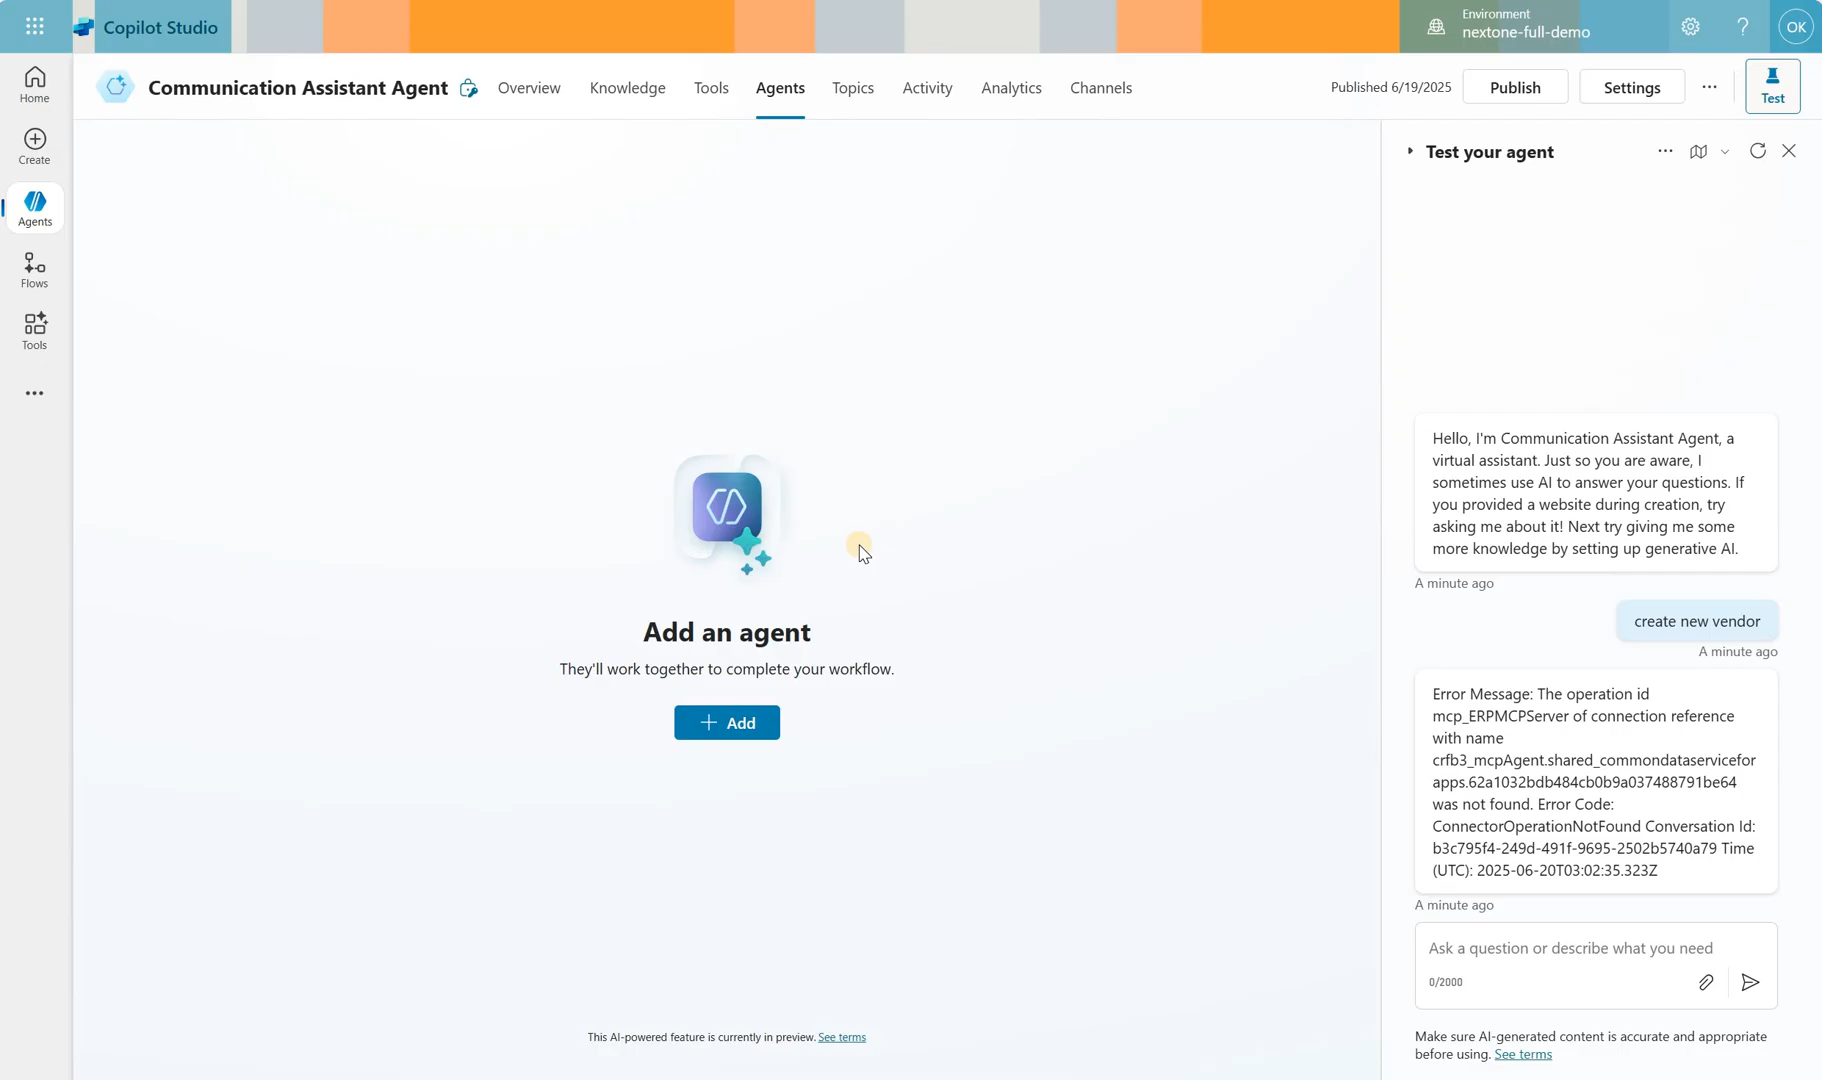 Copilot Studio
Environment
nextone-full-demo
OK
Home
Create
Agents
Flows
Tools
Communication Assistant Agent
Overview
Knowledge
Tools
Agents
Topics
Activity
Analytics
Channels
Published 6/19/2025
Publish
Settings
Test
Add an agent
They'll work together to complete your workflow.
Add
This AI-powered feature is currently in preview. See terms
Test your agent
Hello, I'm Communication Assistant Agent, a
virtual assistant. Just so you are aware, I
sometimes use AI to answer your questions. If
you provided a website during creation, try
asking me about it! Next try giving me some
more knowledge by setting up generative AI.
A minute ago
create new vendor
A minute ago
Error Message: The operation id
mcp_ERPMCPServer of connection reference
with name
crfb3_mcpAgent.shared_commondataservicefor
apps.62a1032bdb484cb0b9a037488791be64
was not found. Error Code:
ConnectorOperationNotFound Conversation Id:
b3c795f4-249d-491f-9695-2502b5740a79 Time
(UTC): 2025-06-20T03:02:35.323Z
A minute ago
Ask a question or describe what you need
0/2000
Make sure AI-generated content is accurate and appropriate
before using. See terms